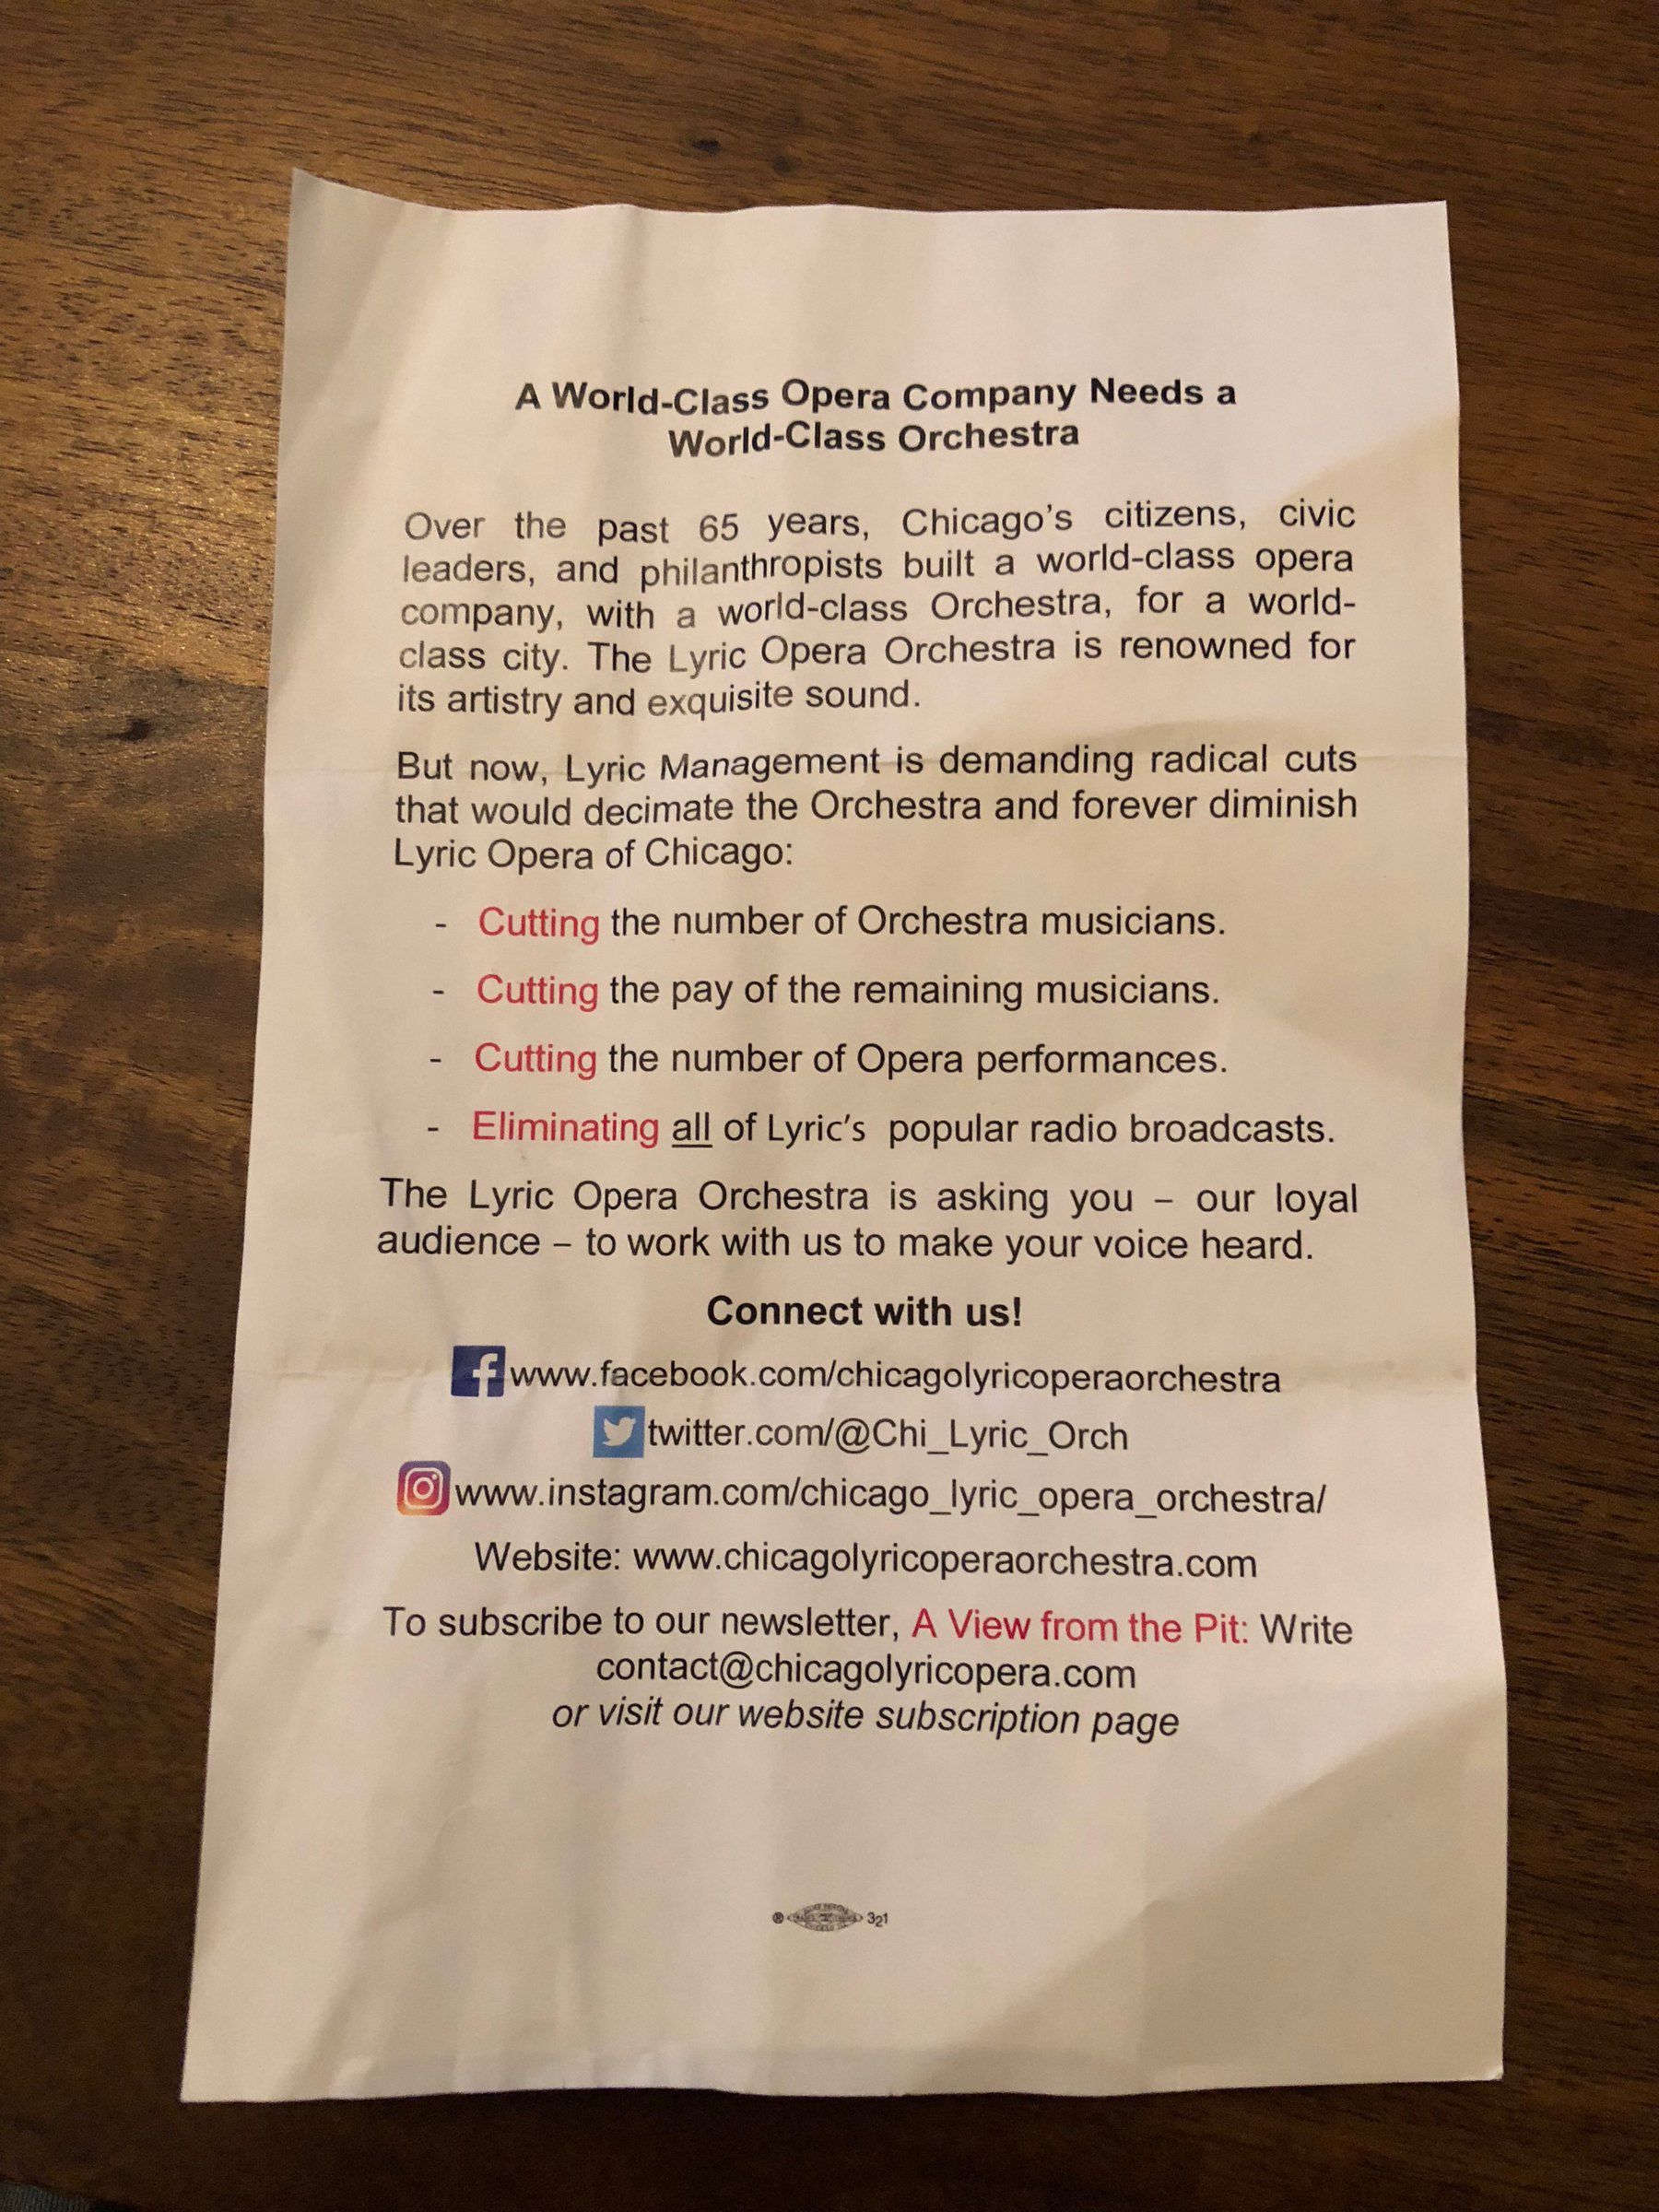 A World-Class Opera Company Needs a
World-Class Orchestra
Over the past 65 years, Chicago's citizens, civic
leaders, and philanthropists built a world-class opera
company, with a world-class Orchestra, for a world-
class city. The Lyric Opera Orchestra is renowned for
its artistry and exquisite sound.
But now, Lyric Management is demanding radical cuts
that would decimate the Orchestra and forever diminish
Lyric Opera of Chicago:
- Cutting the number of Orchestra musicians.
- Cutting the pay of the remaining musicians.
- Cutting the number of Opera performances.
- Eliminating all of Lyric's popular radio broadcasts.
The Lyric Opera Orchestra is asking you – our loyal
audience – to work with us to make your voice heard.
Connect with us!
www.facebook.com/chicagolyricoperaorchestra
twitter.com/@Chi_Lyric_Orch
www.instagram.com/chicago_lyric_opera_orchestra/
Website: www.chicagolyricoperaorchestra.com
To subscribe to our newsletter, A View from the Pit: Write
contact@chicagolyricopera.com
or visit our website subscription page
® 321